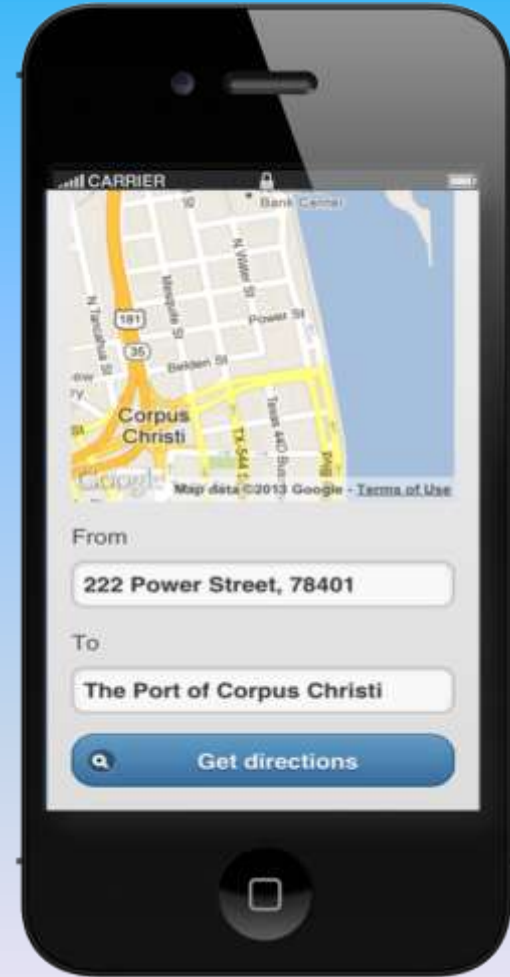 CARRIER
Bank Center
N Water St
Mesquite St
N Tancahua St
181
Power St
35
Belden St
Corpus
Christi
TX-544 S
Texas 44D Bus
Google
Map data ©2013 Google - Terms of Use
From
222 Power Street, 78401
To
The Port of Corpus Christi
Get directions